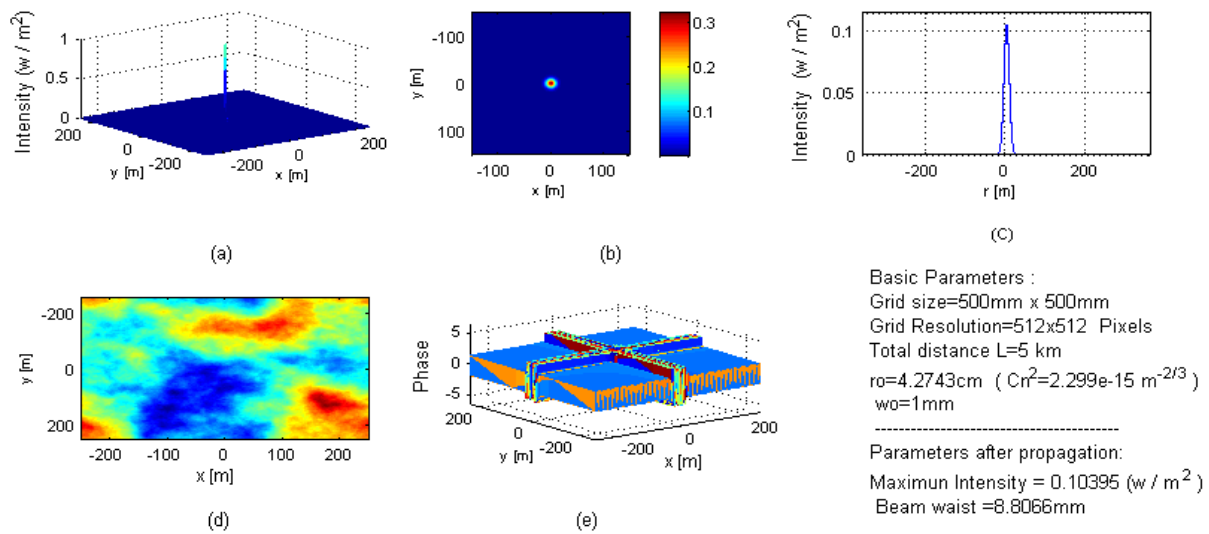 Intensity (w / m²)
1
0.5
0
200
0
-200
y [m]
-200
0
200
x [m]
(a)
y [m]
-100
0
100
-100
0
100
x [m]
0.3
0.2
0.1
(b)
Intensity (w / m²)
0.1
0.05
0
-200
0
200
r [m]
(C)
y [m]
-200
0
200
-200
-100
0
100
200
x [m]
(d)
Phase
5
0
-5
200
0
-200
y [m]
-200
0
200
x [m]
(e)
Basic Parameters :
Grid size=500mm x 500mm
Grid Resolution=512x512 Pixels
Total distance L=5 km
ro=4.2743cm ( Cn²=2.299e-15 m⁻²ᐟ³ )
wo=1mm
--------------------------------------
Parameters after propagation:
Maximun Intensity = 0.10395 (w / m² )
Beam waist =8.8066mm